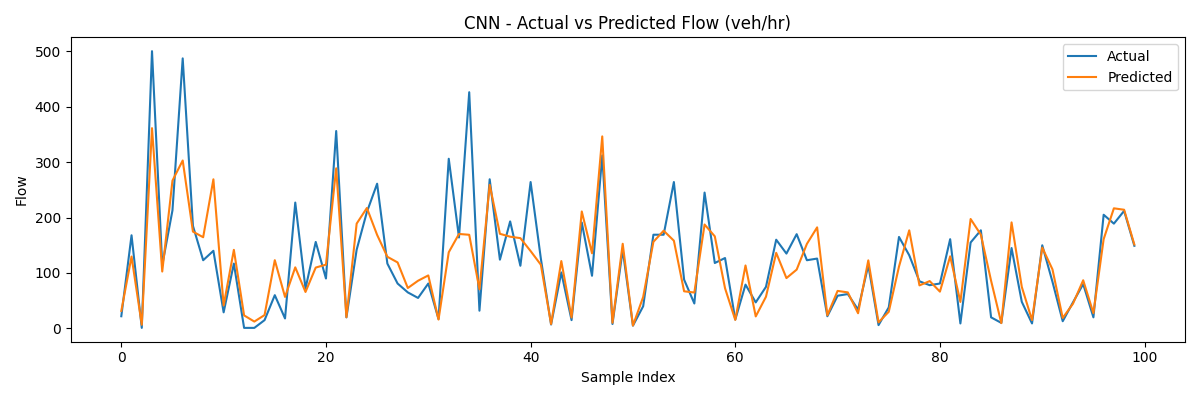 CNN - Actual vs Predicted Flow (veh/hr)
Actual
Predicted
Flow
500
400
300
200
100
0
0 20 40 60 80 100
Sample Index